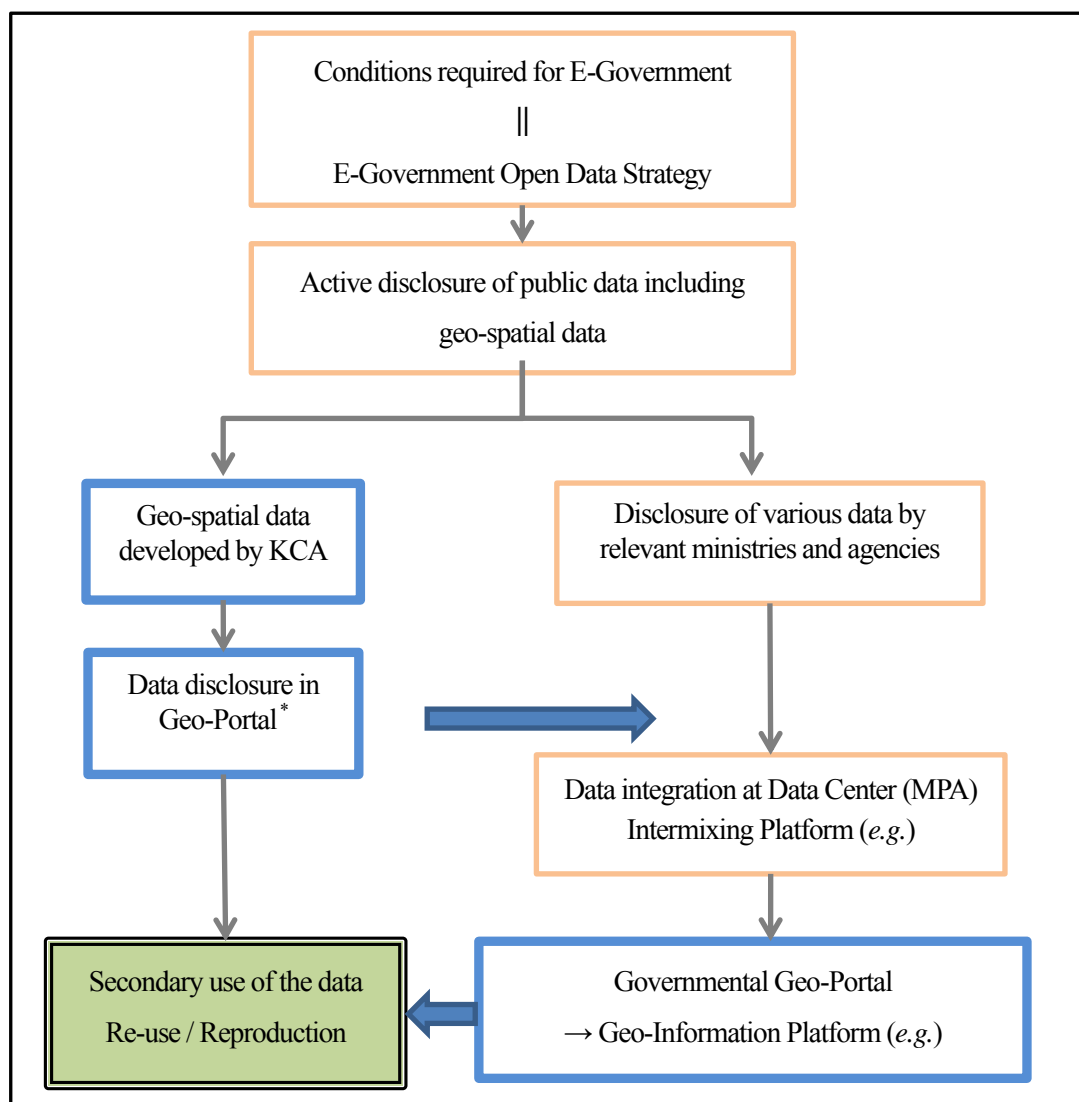 Conditions required for E-Government
||
E-Government Open Data Strategy
Active disclosure of public data including
geo-spatial data
Geo-spatial data
developed by KCA
Disclosure of various data by
relevant ministries and agencies
Data disclosure in
Geo-Portal*
Data integration at Data Center (MPA)
Intermixing Platform (e.g.)
Secondary use of the data
Re-use / Reproduction
Governmental Geo-Portal
→ Geo-Information Platform (e.g.)